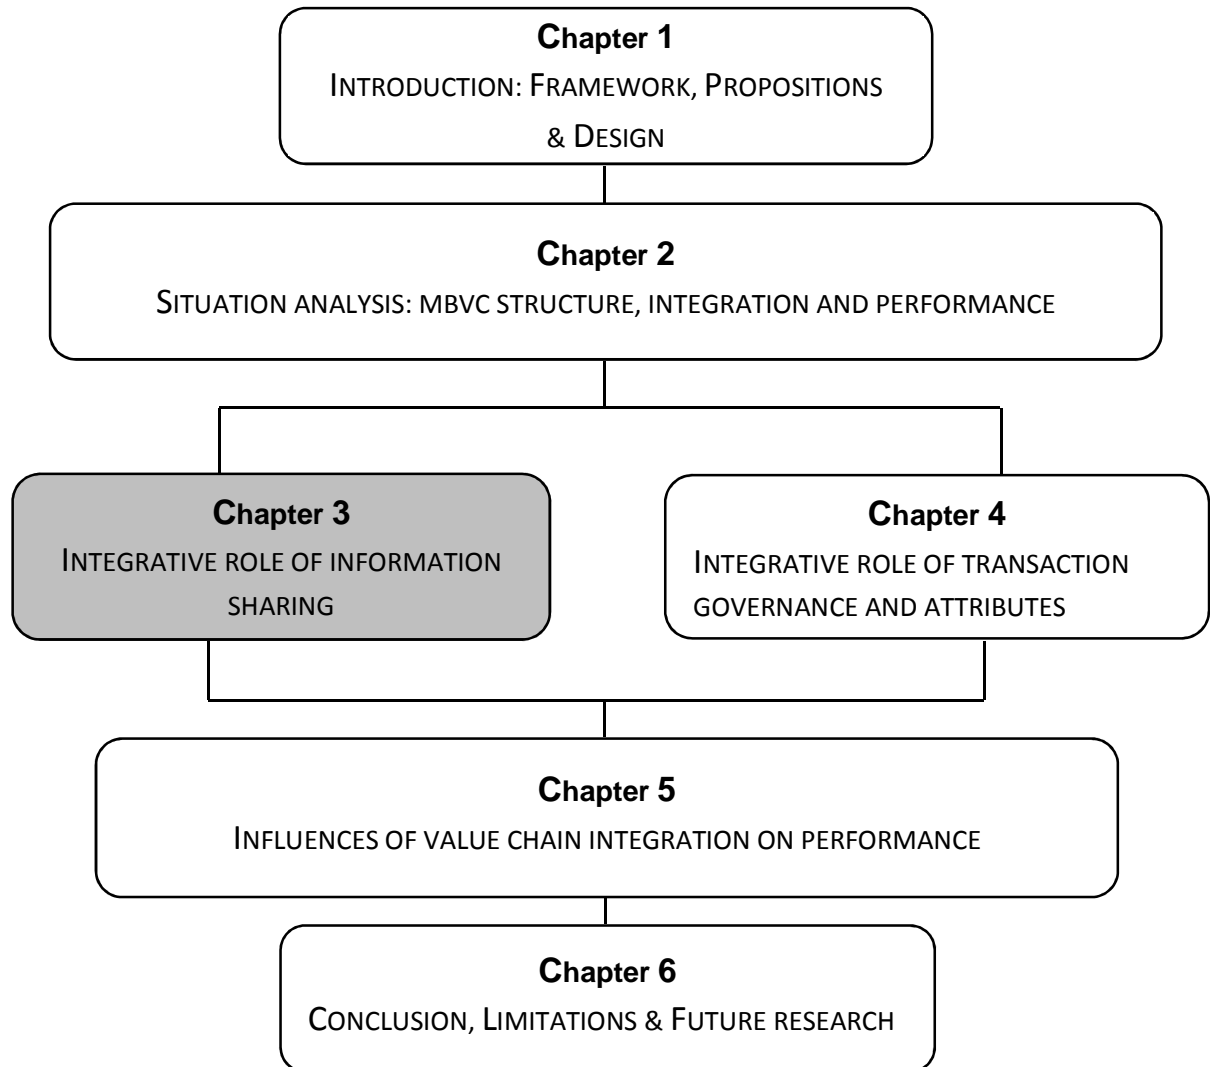 Chapter 1
INTRODUCTION: FRAMEWORK, PROPOSITIONS
& DESIGN
Chapter 2
SITUATION ANALYSIS: MBVC STRUCTURE, INTEGRATION AND PERFORMANCE
Chapter 3
INTEGRATIVE ROLE OF INFORMATION
SHARING
Chapter 4
INTEGRATIVE ROLE OF TRANSACTION
GOVERNANCE AND ATTRIBUTES
Chapter 5
INFLUENCES OF VALUE CHAIN INTEGRATION ON PERFORMANCE
Chapter 6
CONCLUSION, LIMITATIONS & FUTURE RESEARCH